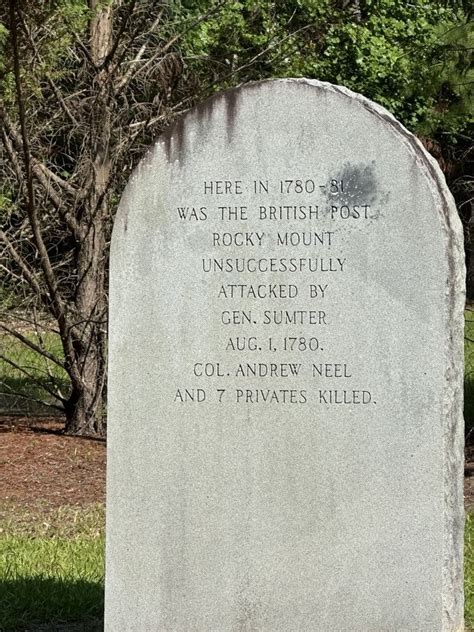 HERE IN 1780-81
WAS THE BRITISH POST
ROCKY MOUNT
UNSUCCESSFULLY
ATTACKED BY
GEN. SUMTER
AUG. 1, 1780.
COL. ANDREW NEEL
AND 7 PRIVATES KILLED.